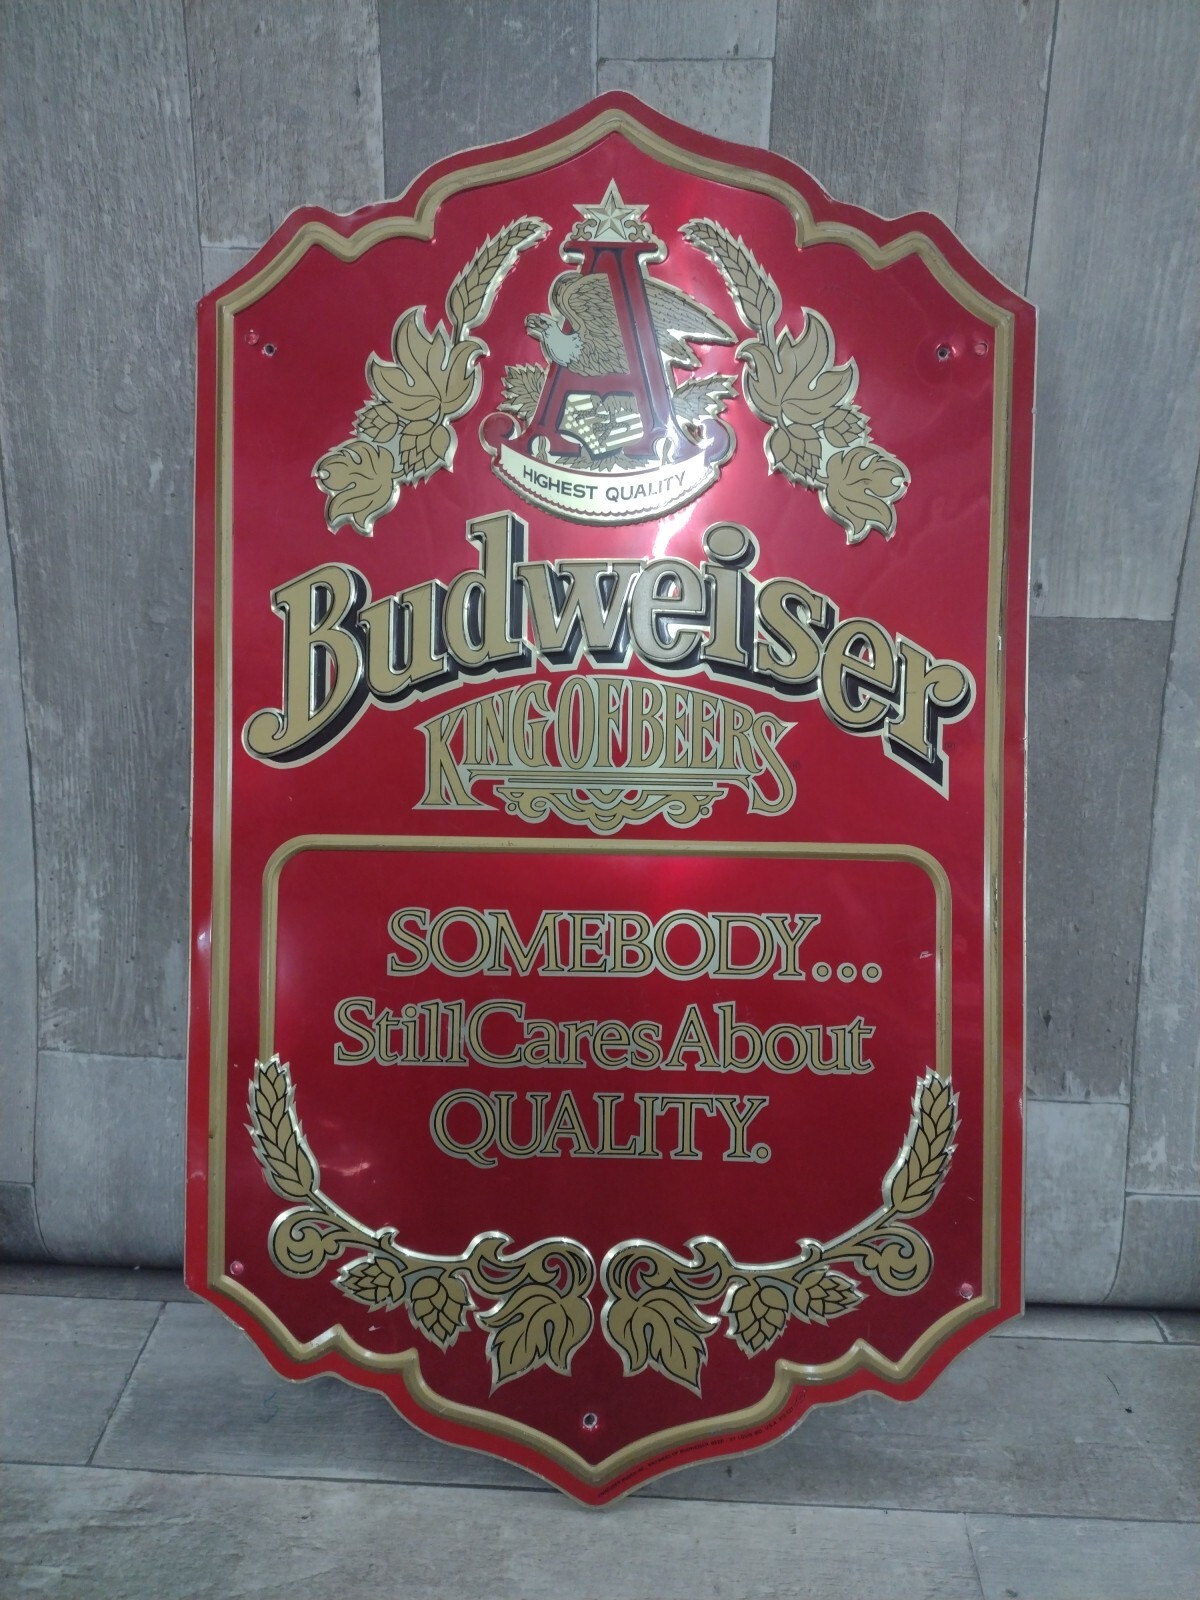 A
HIGHEST QUALITY
Budweiser
KING OF BEERS
SOMEBODY...
Still Cares About
QUALITY.